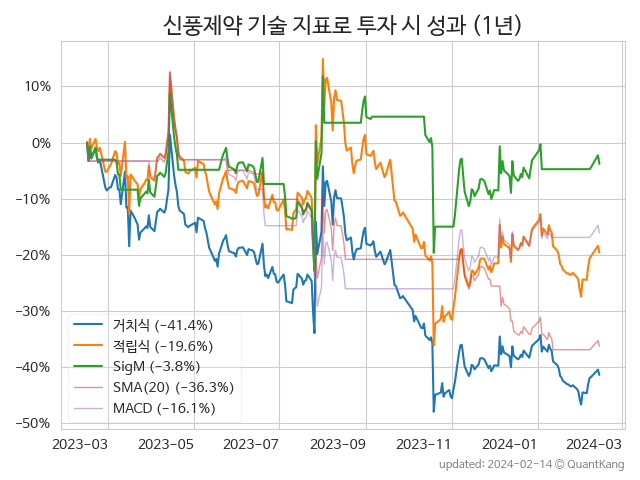 신풍제약 기술 지표로 투자 시 성과 (1년)
10%
0%
−10%
−20%
−30%
−40%
−50%
거치식 (−41.4%)
적립식 (−19.6%)
SigM (−3.8%)
SMA(20) (−36.3%)
MACD (−16.1%)
2023−03 2023−05 2023−07 2023−09 2023−11 2024−01 2024−03
updated: 2024−02−14 © QuantKang